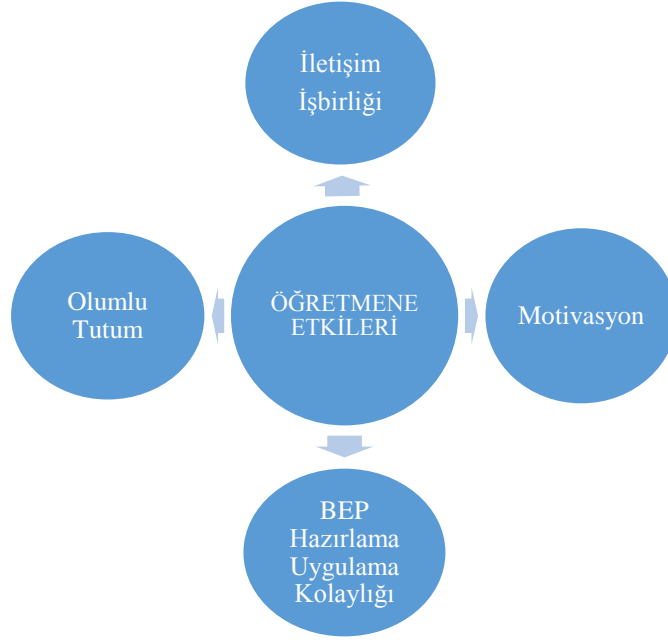 İletişim
İşbirliği
Olumlu
Tutum
ÖĞRETMENE
ETKİLERİ
Motivasyon
BEP
Hazırlama
Uygulama
Kolaylığı